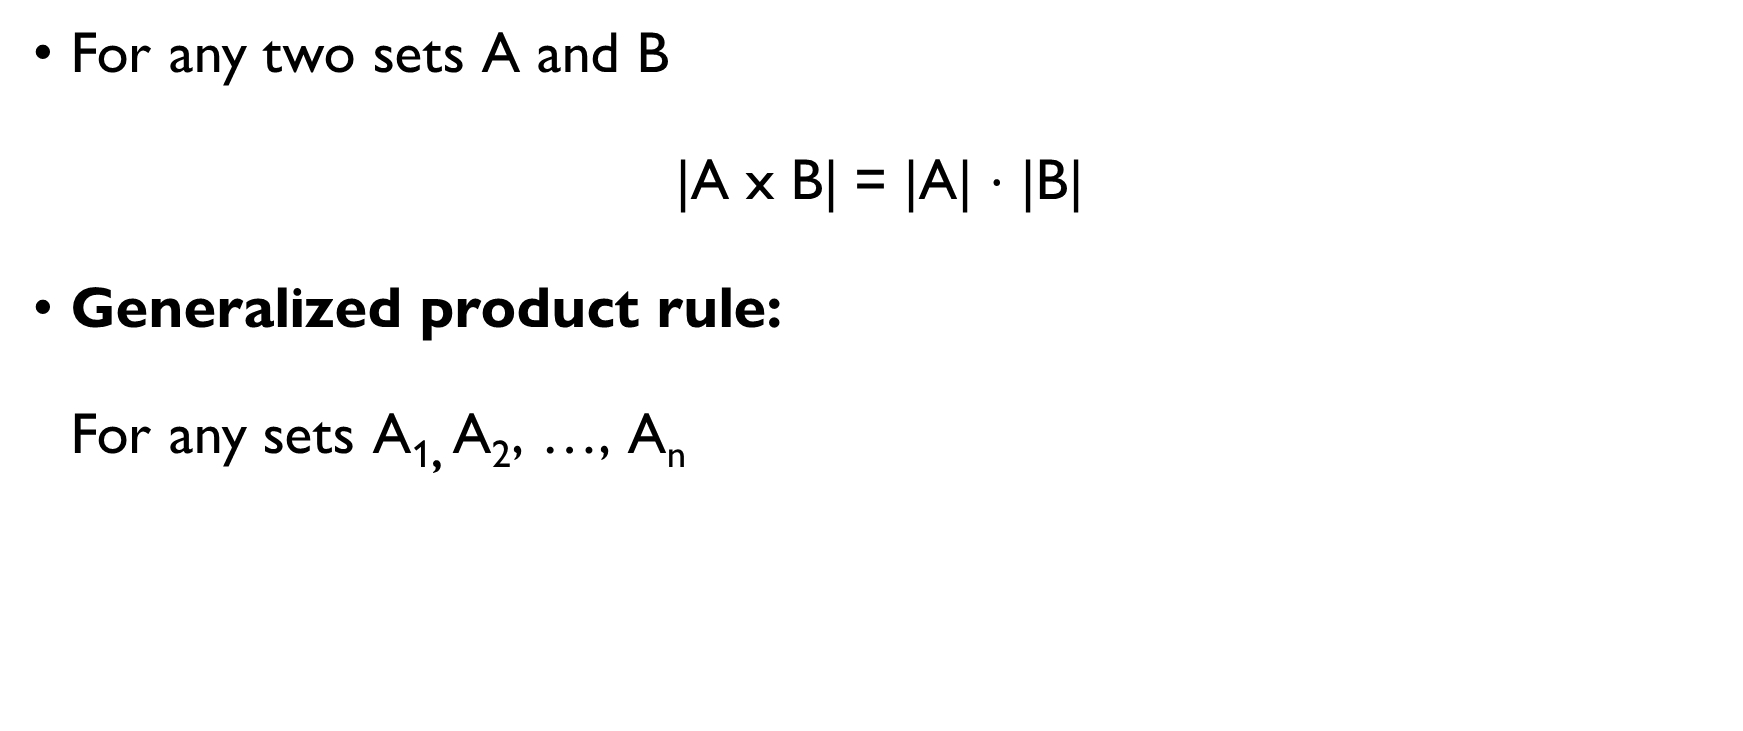 • For any two sets A and B
|A x B| = |A| · |B|
• Generalized product rule:
For any sets A₁, A₂, …, Aₙ